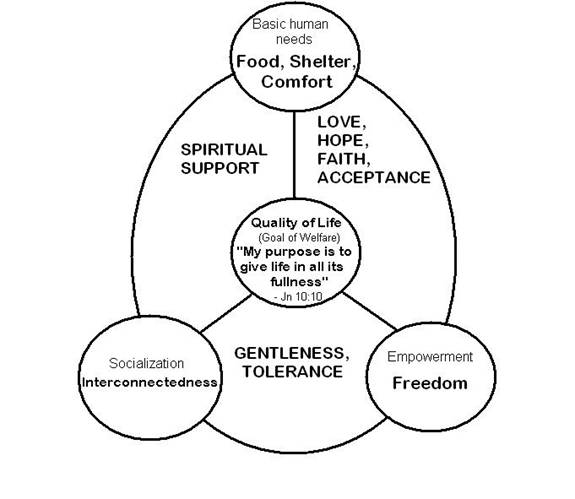 Basic human
needs
Food, Shelter,
Comfort
SPIRITUAL
SUPPORT
LOVE,
HOPE,
FAITH,
ACCEPTANCE
Quality of Life
(Goal of Welfare)
"My purpose is to
give life in all its
fullness"
- Jn 10:10
Socialization
Interconnectedness
GENTLENESS,
TOLERANCE
Empowerment
Freedom